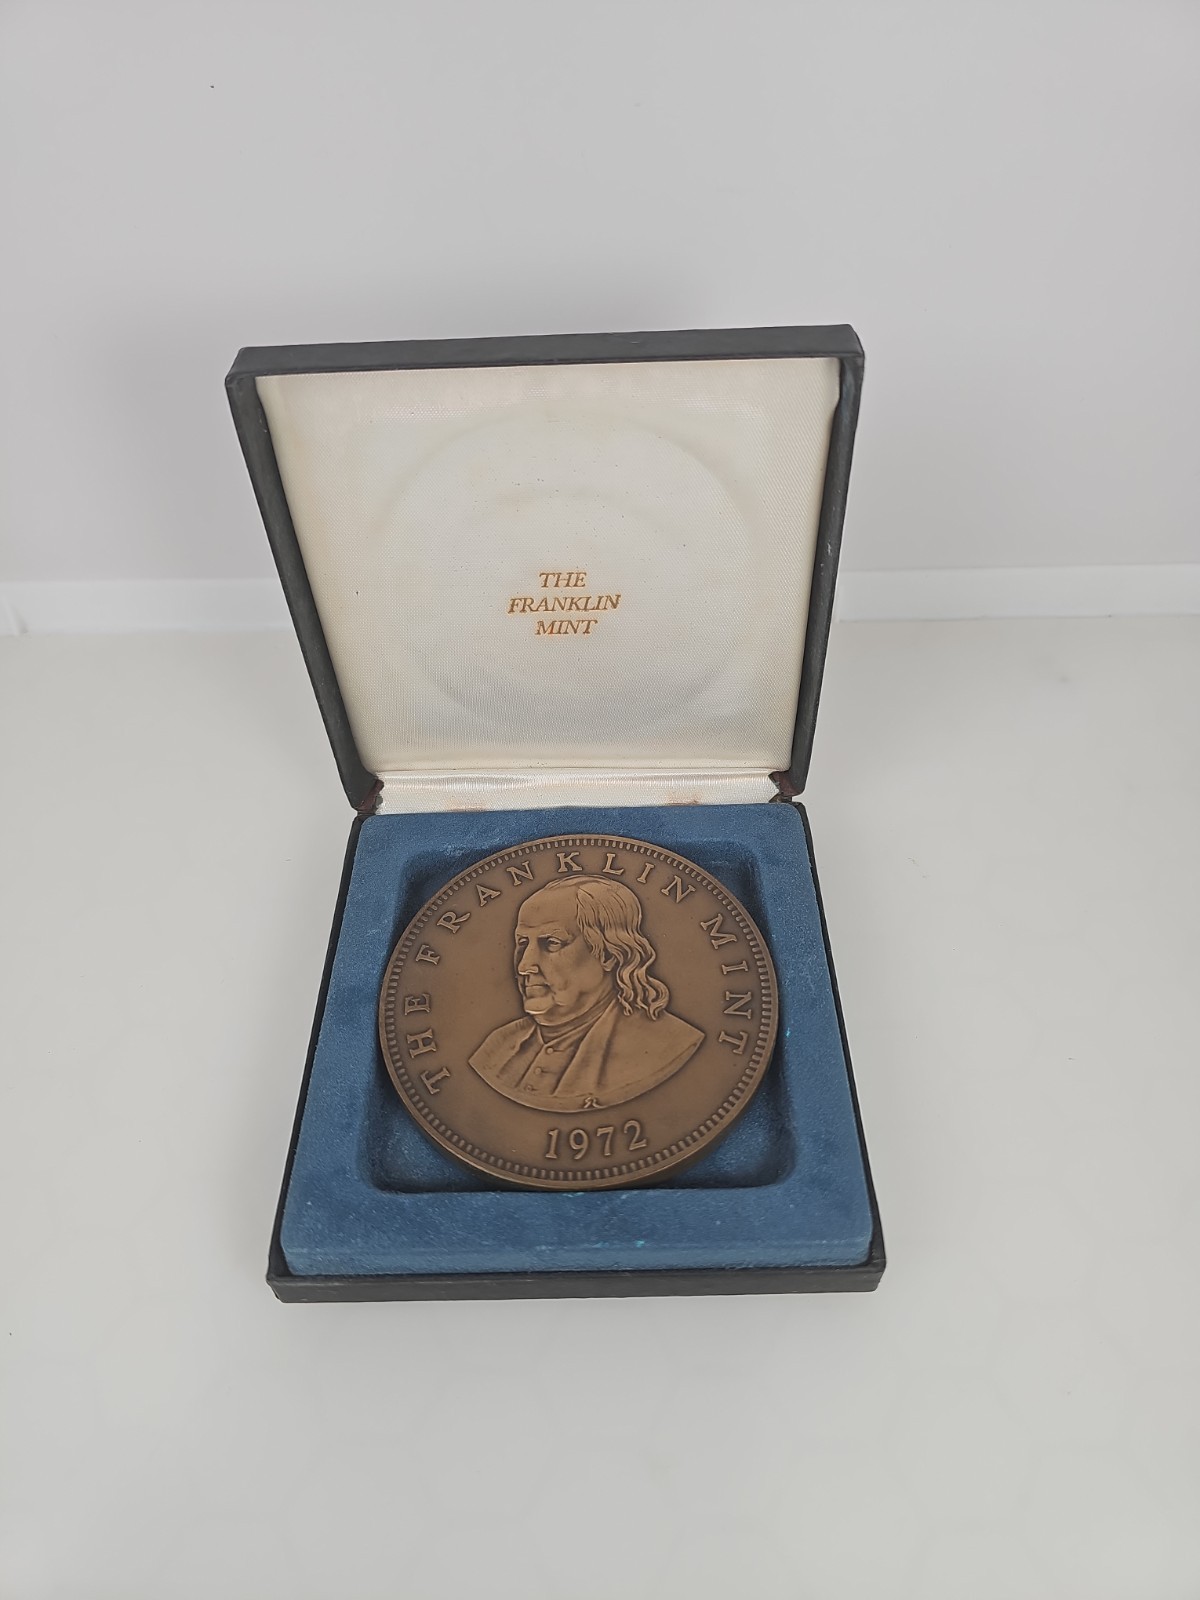 THE
FRANKLIN
MINT
THE FRANKLIN MINT
1972